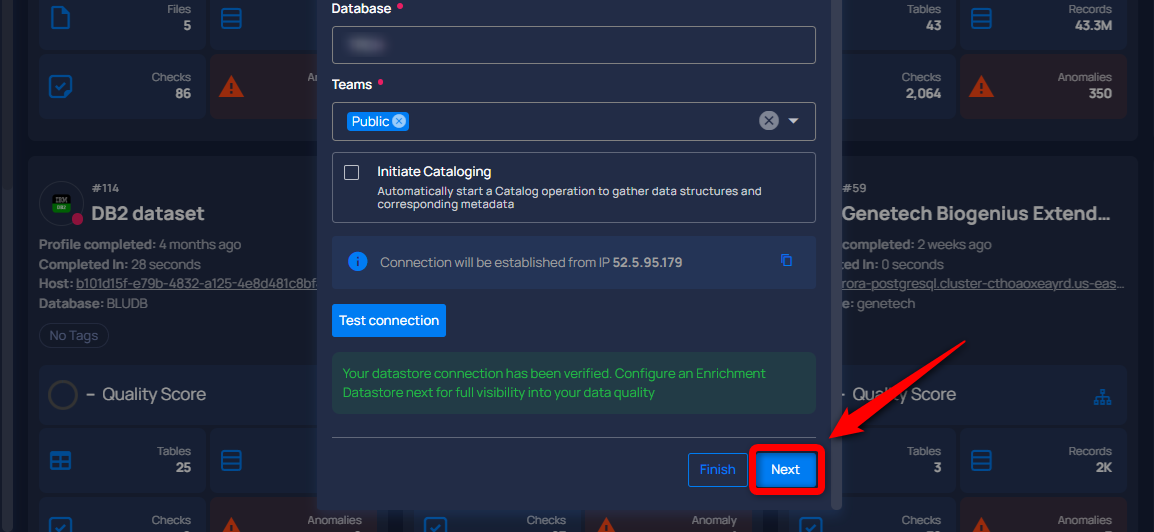 Files
5
Checks
86
An
#114
DB2 dataset
Profile completed: 4 months ago
Completed In: 28 seconds
Host: b101d15f-e79b-4832-a125-4e8d481c8bf
Database: BLUDB
No Tags
– Quality Score
Tables
25
Checks
Anomalies
Database •
Teams •
Public
Initiate Cataloging
Automatically start a Catalog operation to gather data structures and
corresponding metadata
Connection will be established from IP 52.5.95.179
Test connection
Your datastore connection has been verified. Configure an Enrichment
Datastore next for full visibility into your data quality
Finish
Next
Checks
Anomaly
Tables
43
Records
43.3M
Checks
2,064
Anomalies
350
#59
Genetech Biogenius Extend...
completed: 2 weeks ago
ed In: 0 seconds
rora-postgresql.cluster-cthoaoxeayrd.us-eas...
e: genetech
Quality Score
Tables
3
Records
2K
Checks
Anomalies